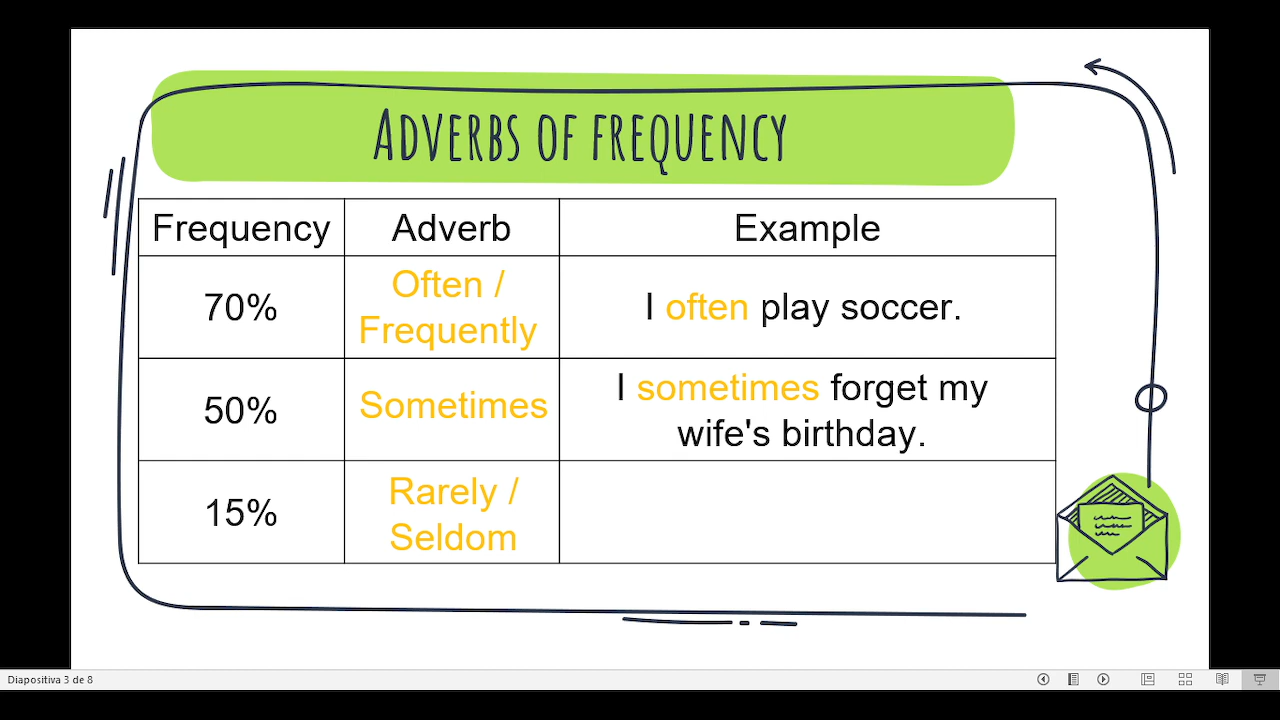 Adverbs of frequency
Frequency Adverb Example
70% Often / Frequently I often play soccer.
50% Sometimes I sometimes forget my wife's birthday.
15% Rarely / Seldom
Diapositiva 3 de 8